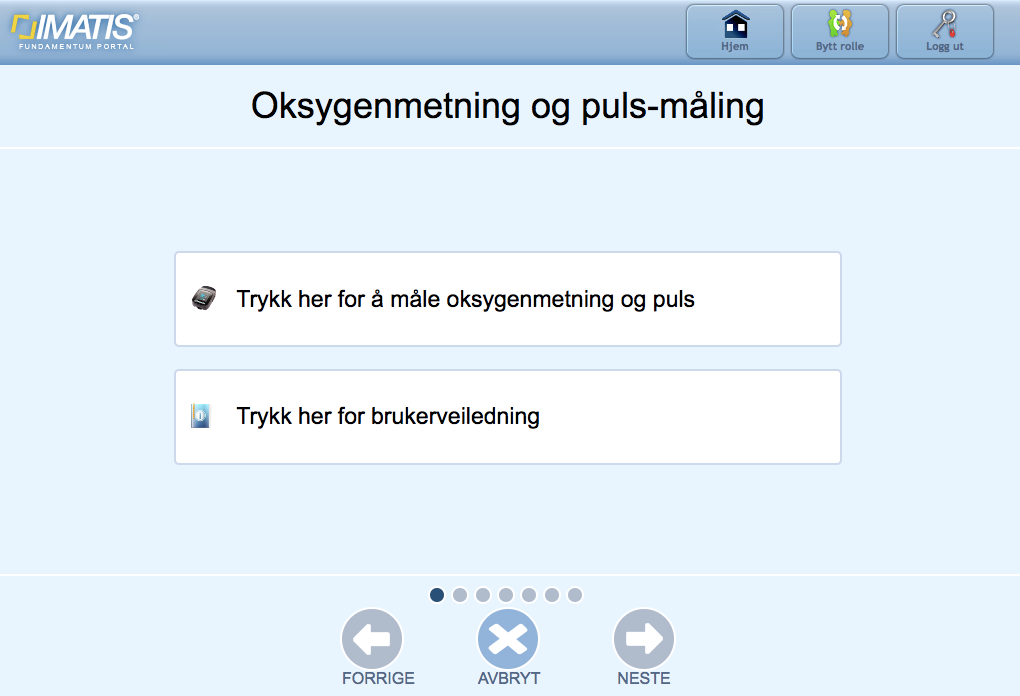 IMATIS®
FUNDAMENTUM PORTAL
Hjem
Bytt rolle
Logg ut
Oksygenmetning og puls-måling
Trykk her for å måle oksygenmetning og puls
Trykk her for brukerveiledning
FORRIGE
AVBRYT
NESTE